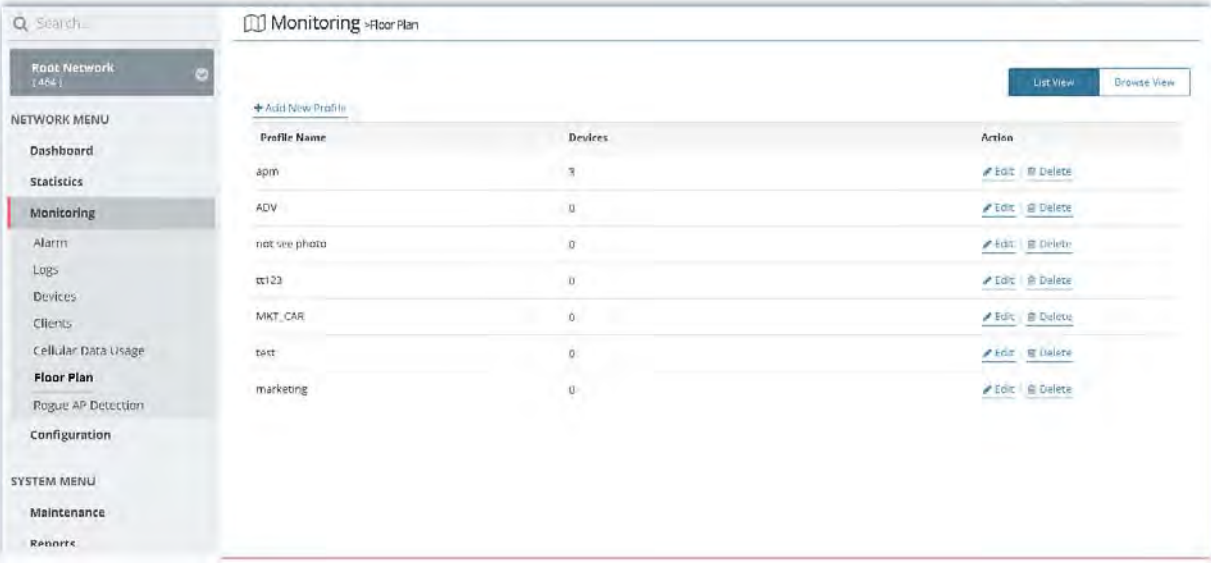 Search...
Monitoring >Floor Plan
Root Network
[ 464 ]
List View Browse View
+ Add New Profile
NETWORK MENU
Profile Name Devices Action
Dashboard
apm 3 Edit | Delete
Statistics
ADV 0 Edit | Delete
Monitoring
not see photo 0 Edit | Delete
Alarm
Logs
tt123 0 Edit | Delete
Devices
MKT_CAR 0 Edit | Delete
Clients
Cellular Data Usage
test 0 Edit | Delete
Floor Plan
marketing 0 Edit | Delete
Rogue AP Detection
Configuration
SYSTEM MENU
Maintenance
Reports